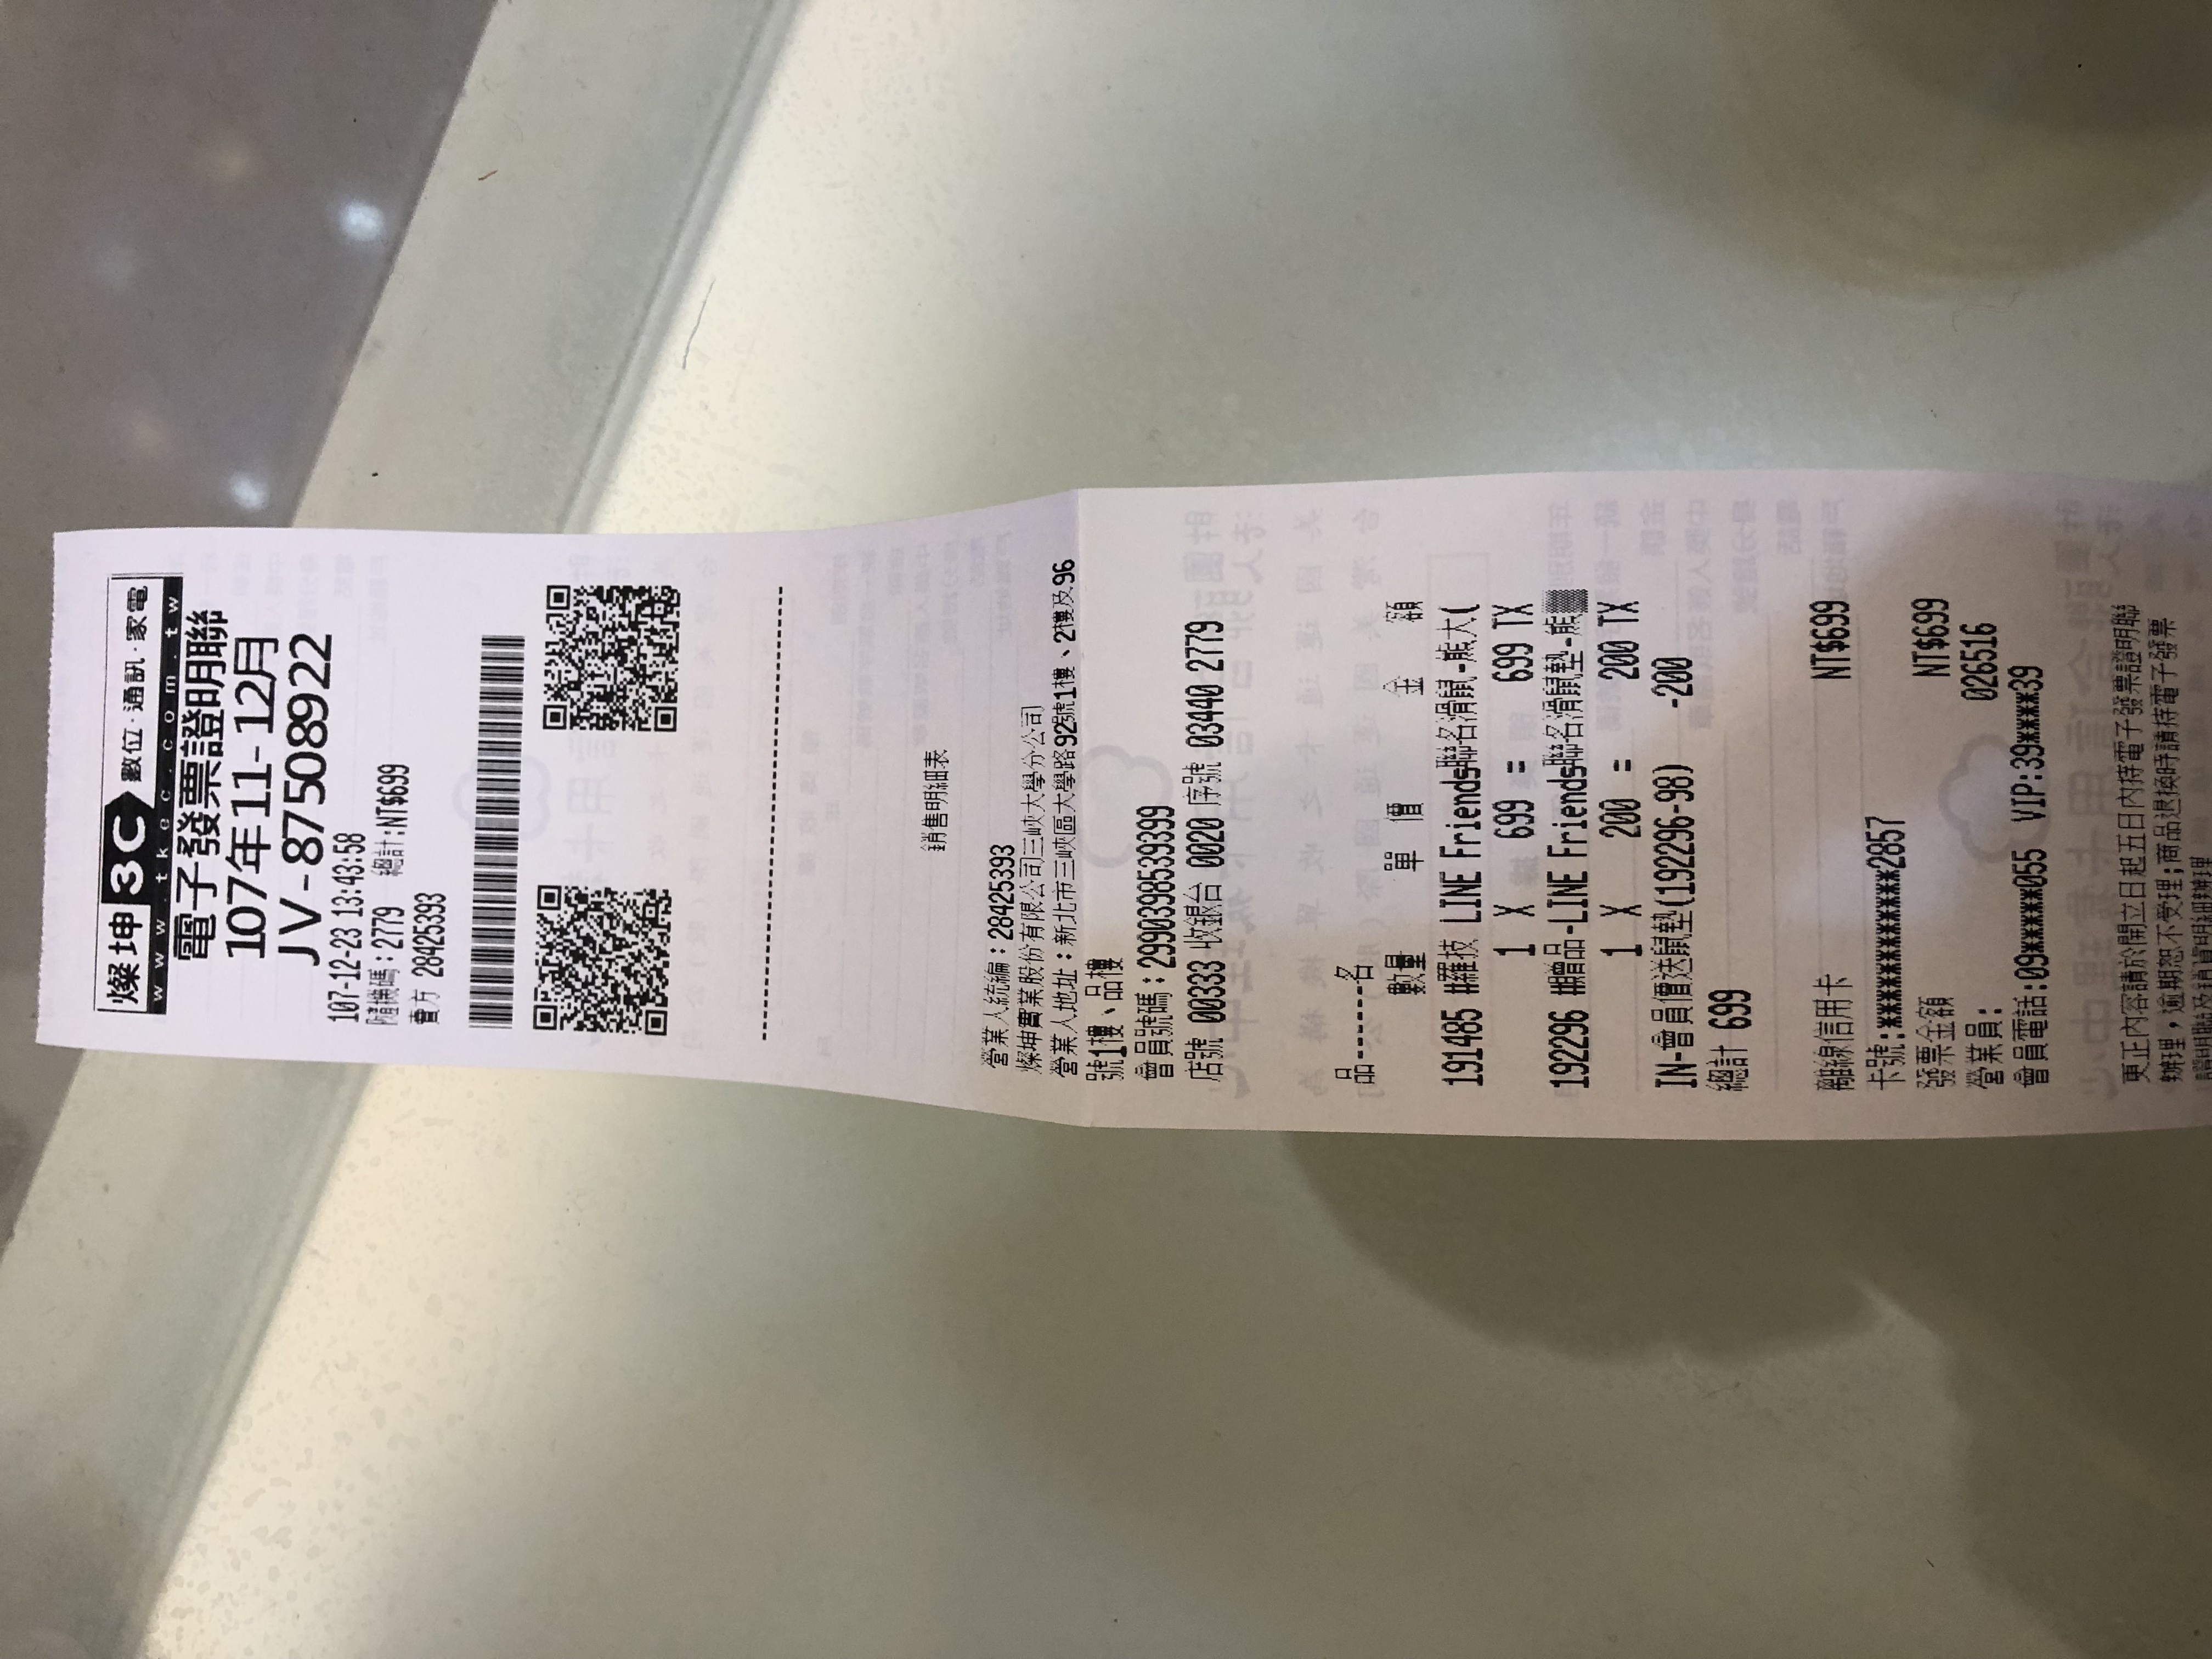 燦坤 3C 數位·通訊·家電
www.tkec.com.tw
電子發票證明聯
107年11-12月
JV-87508922
107-12-23 13:43:58
隨機碼:2779 總計:NT$699
賣方 28425393
銷售明細表
營業人統編:28425393
燦坤實業股份有限公司三峽大學分公司
營業人地址:新北市三峽區大學路92號1樓、2樓及96
號1樓、品樓
會員號碼:2990398539399
店號 00333 收銀台 0020 序號 03440 2779
品------名
數量 單 價 金 額
191485 #羅技 LINE Friends聯名滑鼠-熊大(
1 X 699 = 699 TX
192296 #贈品-LINE Friends聯名滑鼠墊-熊
1 X 200 = 200 TX
IN-會員價送鼠墊(192296-98) -200
總計 699
離線信用卡 NT$699
卡號:************2857
發票金額 NT$699
營業員: 026516
會員電話:09*****055 VIP:39****39
更正內容請於開立日起五日內持電子發票證明聯
辦理,逾期恕不受理;商品退換時請持電子發票
證明聯及銷貨明細辦理